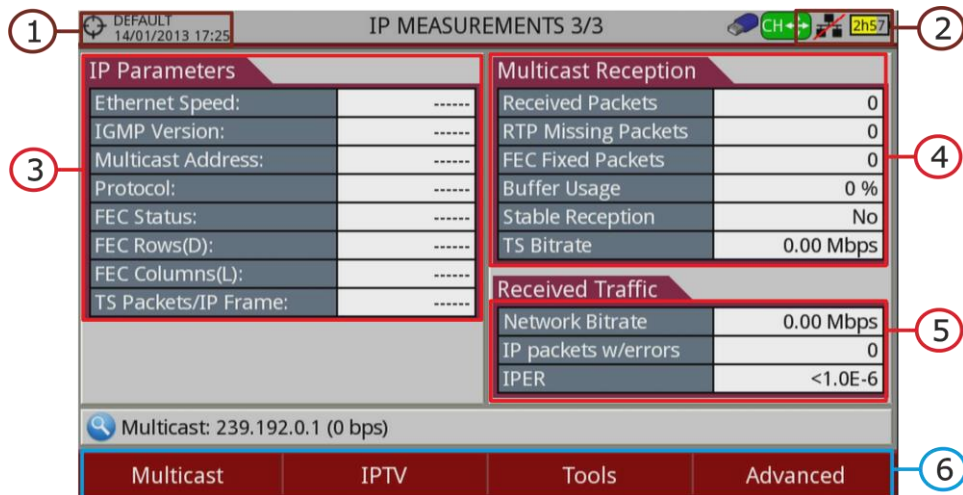 1
DEFAULT
14/01/2013 17:25
IP MEASUREMENTS 3/3
CH
2h57
2
IP Parameters
Ethernet Speed: ------
IGMP Version: ------
Multicast Address: ------
Protocol: ------
FEC Status: ------
FEC Rows(D): ------
FEC Columns(L): ------
TS Packets/IP Frame: ------
3
Multicast Reception
Received Packets 0
RTP Missing Packets 0
FEC Fixed Packets 0
Buffer Usage 0 %
Stable Reception No
TS Bitrate 0.00 Mbps
4
Received Traffic
Network Bitrate 0.00 Mbps
IP packets w/errors 0
IPER <1.0E-6
5
Multicast: 239.192.0.1 (0 bps)
Multicast IPTV Tools Advanced
6